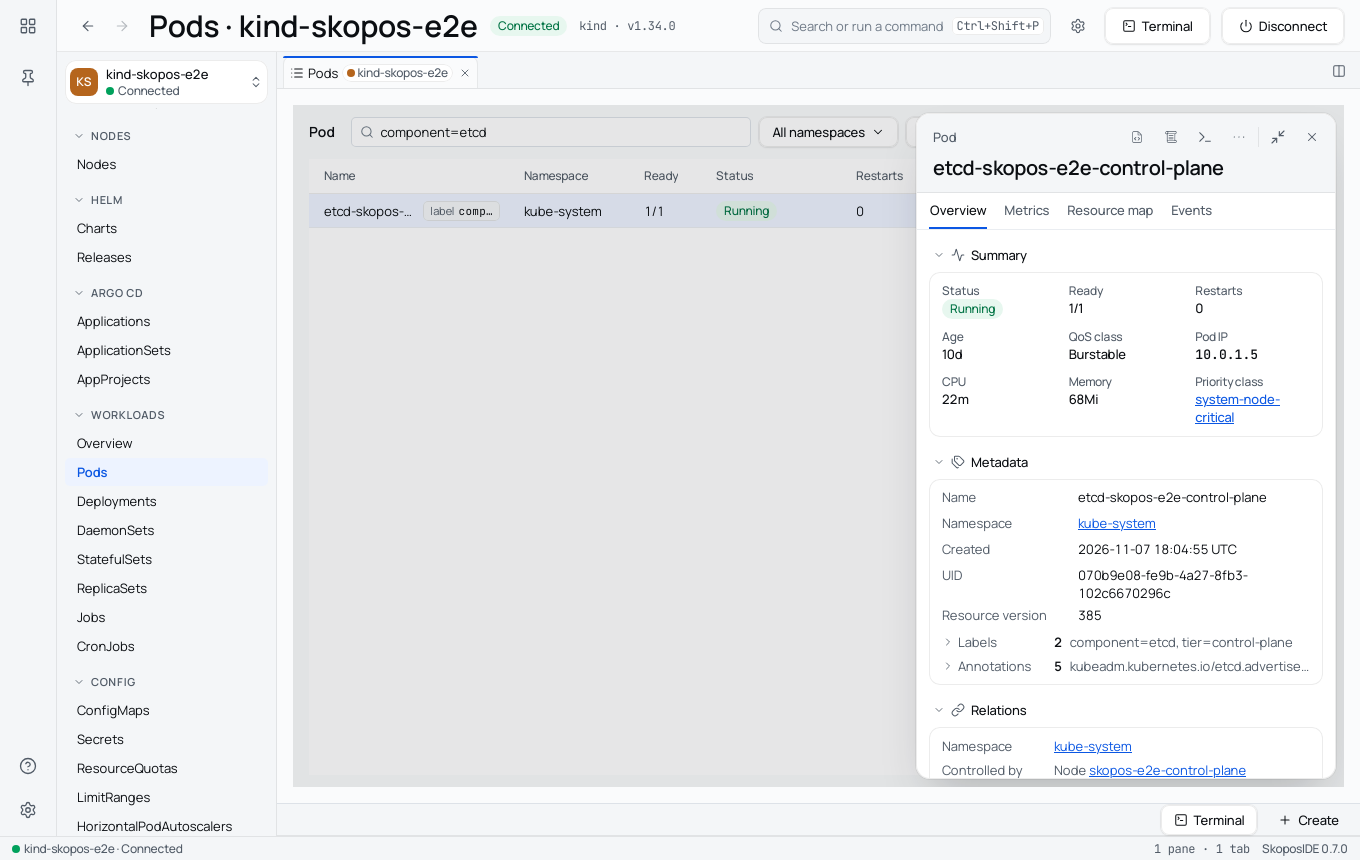 Pods · kind-skopos-e2e
Connected
kind · v1.34.0
Search or run a command
Ctrl+Shift+P
Terminal
Disconnect
KS
kind-skopos-e2e
Connected
NODES
Nodes
HELM
Charts
Releases
ARGO CD
Applications
ApplicationSets
AppProjects
WORKLOADS
Overview
Pods
Deployments
DaemonSets
StatefulSets
ReplicaSets
Jobs
CronJobs
CONFIG
ConfigMaps
Secrets
ResourceQuotas
LimitRanges
HorizontalPodAutoscalers
Pods
kind-skopos-e2e
Pod
component=etcd
All namespaces
Name
Namespace
Ready
Status
Restarts
etcd-skopos-...
label comp...
kube-system
1/1
Running
0
Pod
etcd-skopos-e2e-control-plane
Overview
Metrics
Resource map
Events
Summary
Status
Ready
Restarts
Running
1/1
0
Age
QoS class
Pod IP
10d
Burstable
10.0.1.5
CPU
Memory
Priority class
22m
68Mi
system-node-
critical
Metadata
Name
etcd-skopos-e2e-control-plane
Namespace
kube-system
Created
2026-11-07 18:04:55 UTC
UID
070b9e08-fe9b-4a27-8fb3-
102c6670296c
Resource version
385
Labels
2
component=etcd, tier=control-plane
Annotations
5
kubeadm.kubernetes.io/etcd.advertise...
Relations
Namespace
kube-system
Controlled by
Node skopos-e2e-control-plane
Terminal
Create
kind-skopos-e2e · Connected
1 pane · 1 tab
SkoposIDE 0.7.0